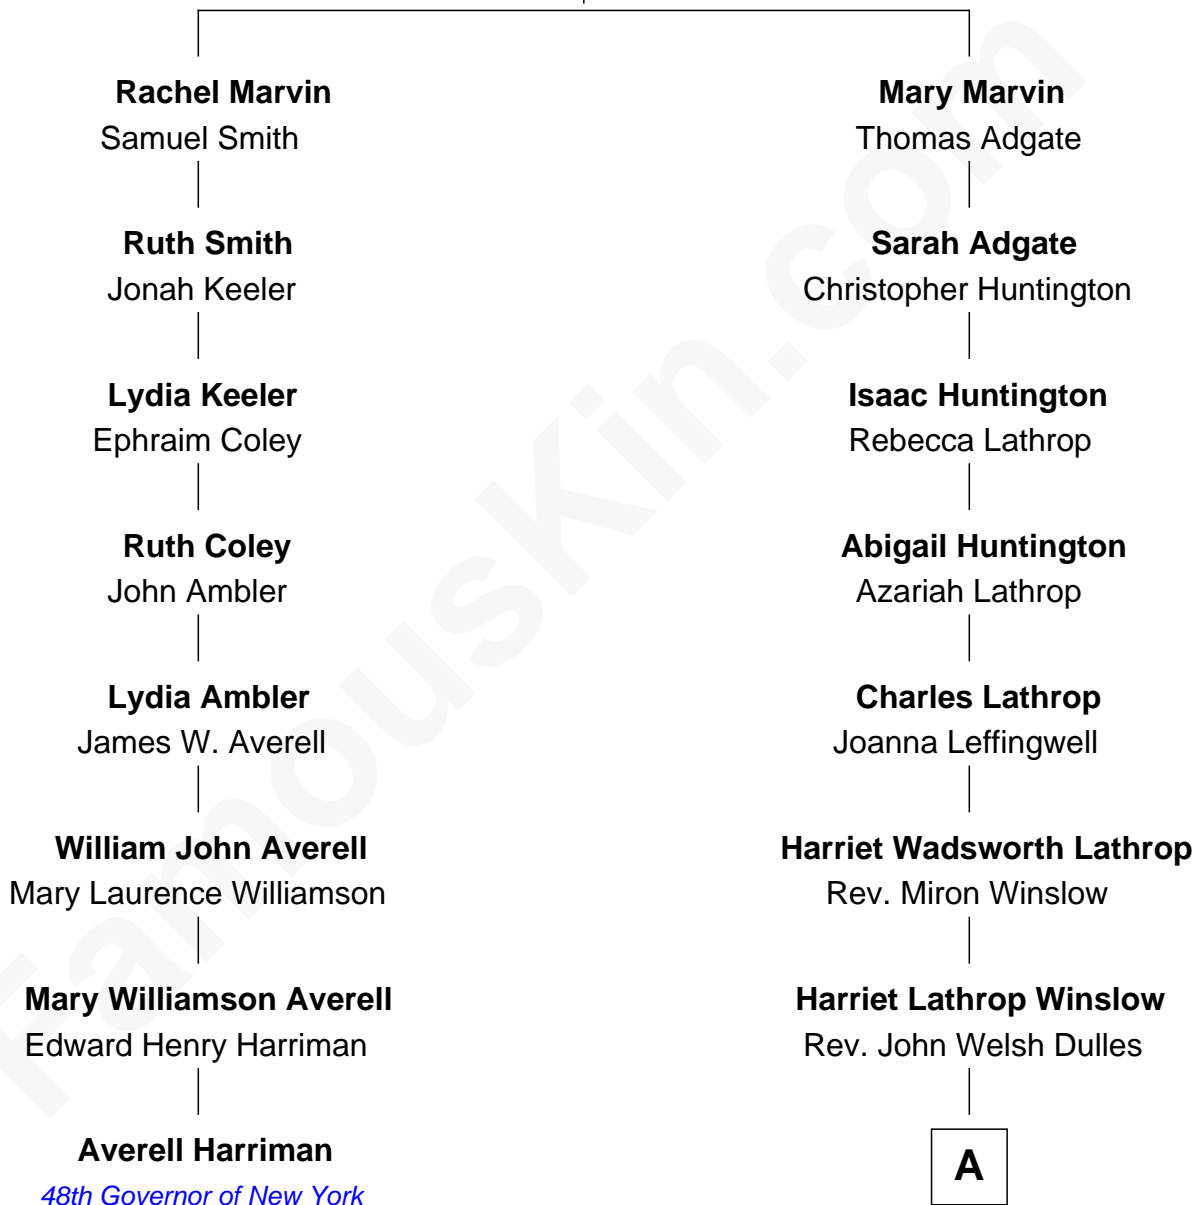 Rachel Marvin
Samuel Smith
Mary Marvin
Thomas Adgate
Ruth Smith
Jonah Keeler
Sarah Adgate
Christopher Huntington
Lydia Keeler
Ephraim Coley
Isaac Huntington
Rebecca Lathrop
Ruth Coley
John Ambler
Abigail Huntington
Azariah Lathrop
Lydia Ambler
James W. Averell
Charles Lathrop
Joanna Leffingwell
William John Averell
Mary Laurence Williamson
Harriet Wadsworth Lathrop
Rev. Miron Winslow
Mary Williamson Averell
Edward Henry Harriman
Harriet Lathrop Winslow
Rev. John Welsh Dulles
Averell Harriman
48th Governor of New York
A
FamousKin.com